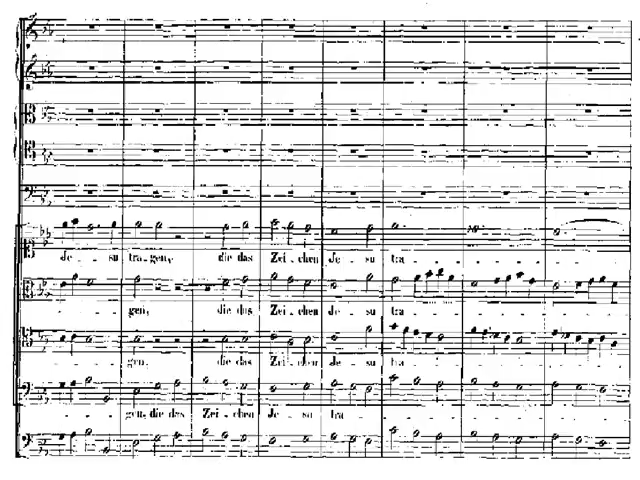 Je - su tra - gen, die das Zei - chen Je - su tra
gen, die das Zei - chen Je - su tra
gen, die das Zei - chen Je - su tra
gen, die das Zei - chen Je - su tra